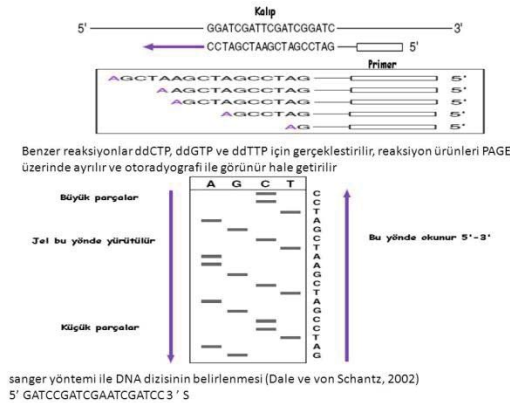 Kalıp
5' GGATCGATTCGATCGGATC 3'
CCTAGCTAAGCTAGCCTAG 5'
Primer
AGCTAAGCTAGCCTAG 5'
AAGCTAGCCTAG 5'
AGCTAGCCTAG 5'
AGCCTAG 5'
AG 5'
Benzer reaksiyonlar ddCTP, ddGTP ve ddTTP için gerçeklestirilir, reaksiyon ürünleri PAGE
üzerinde ayrılır ve otoradyografi ile görünür hale getirilir
A G C T
Büyük parçalar
Jel bu yönde yürütülür
Küçük parçalar
C
C
T
A
G
C
T
A
A
G
C
T
A
G
C
C
T
A
G
Bu yönde okunur 5'-3'
sanger yöntemi ile DNA dizisinin belirlenmesi (Dale ve von Schantz, 2002)
5' GATCCGATCGAATCGATCC 3 ' S